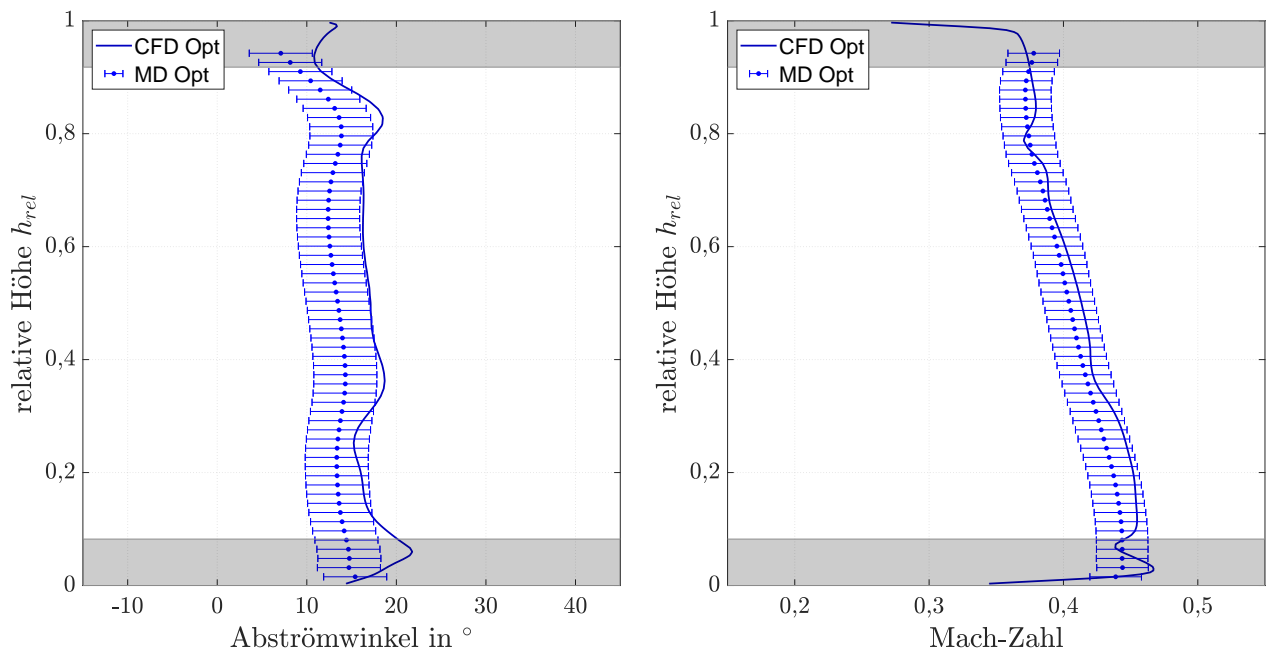 CFD Opt
MD Opt
1
0,8
0,6
0,4
0,2
0
relative Höhe h_rel
-10 0 10 20 30 40
Abströmwinkel in °
CFD Opt
MD Opt
1
0,8
0,6
0,4
0,2
0
relative Höhe h_rel
0,2 0,3 0,4 0,5
Mach-Zahl